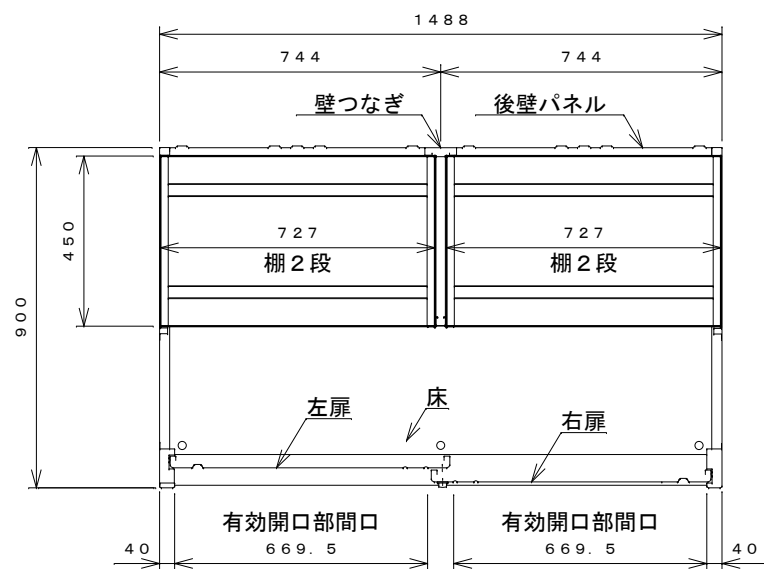 1488
744 744
壁つなぎ 後壁パネル
450
900
727 727
棚2段 棚2段
左扉 床 右扉
有効開口部間口 有効開口部間口
40 669.5 669.5 40